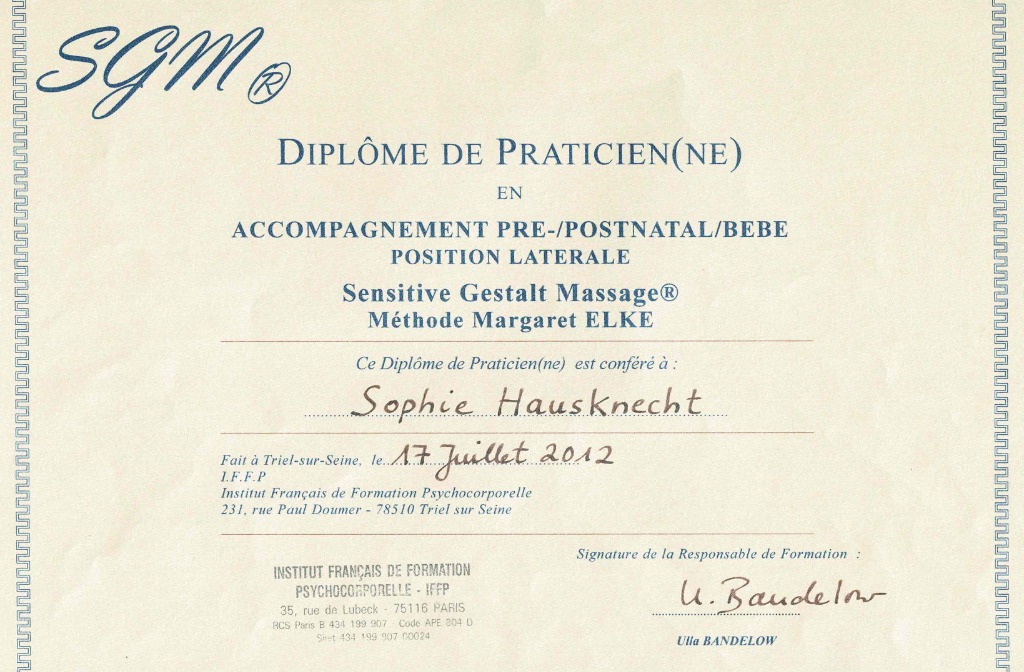 SGM®
DIPLÔME DE PRATICIEN(NE)
EN
ACCOMPAGNEMENT PRE-/POSTNATAL/BEBE
POSITION LATERALE
Sensitive Gestalt Massage®
Méthode Margaret ELKE
Ce Diplôme de Praticien(ne) est conféré à :
Sophie Hausknecht
Fait à Triel-sur-Seine, le 17 Juillet 2012
I.F.F.P
Institut Français de Formation Psychocorporelle
231, rue Paul Doumer - 78510 Triel sur Seine
Signature de la Responsable de Formation :
INSTITUT FRANÇAIS DE FORMATION
PSYCHOCORPORELLE - IFFP
35, rue de Lubeck - 75116 PARIS
RCS Paris B 434 199 907 - Code APE 804 D
Siret 434 199 907 00024
U. Bandelow
Ulla BANDELOW